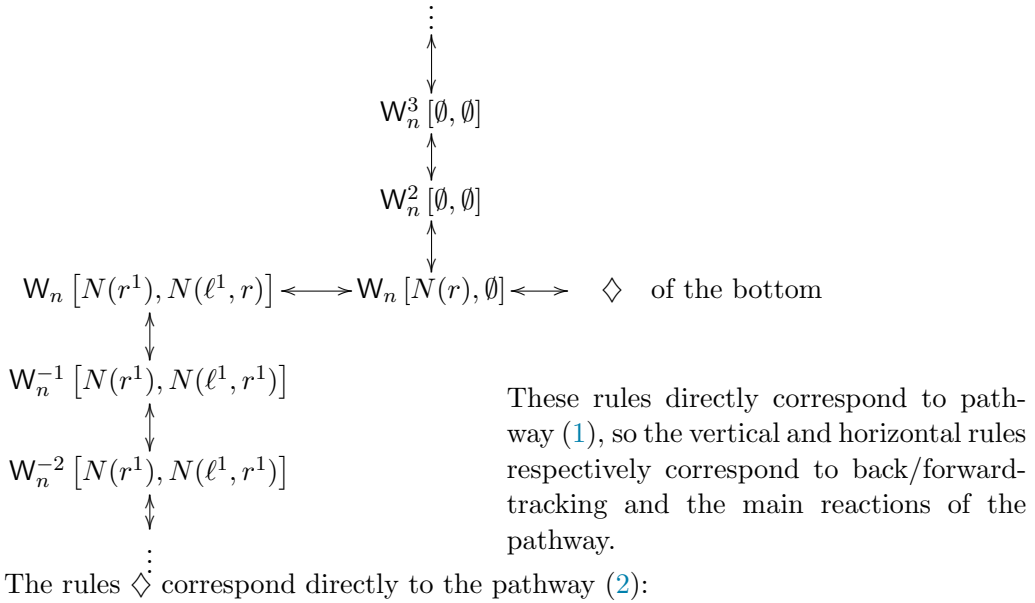 ⋮
W_n^3 [∅, ∅]
W_n^2 [∅, ∅]
W_n [N(r^1), N(ℓ^1, r)] ⟷ W_n [N(r), ∅] ⟷ ♢ of the bottom
W_n^{-1} [N(r^1), N(ℓ^1, r^1)]
These rules directly correspond to path-
way (1), so the vertical and horizontal rules
W_n^{-2} [N(r^1), N(ℓ^1, r^1)]
respectively correspond to back/forward-
tracking and the main reactions of the
pathway.
⋮
The rules ♢ correspond directly to the pathway (2):